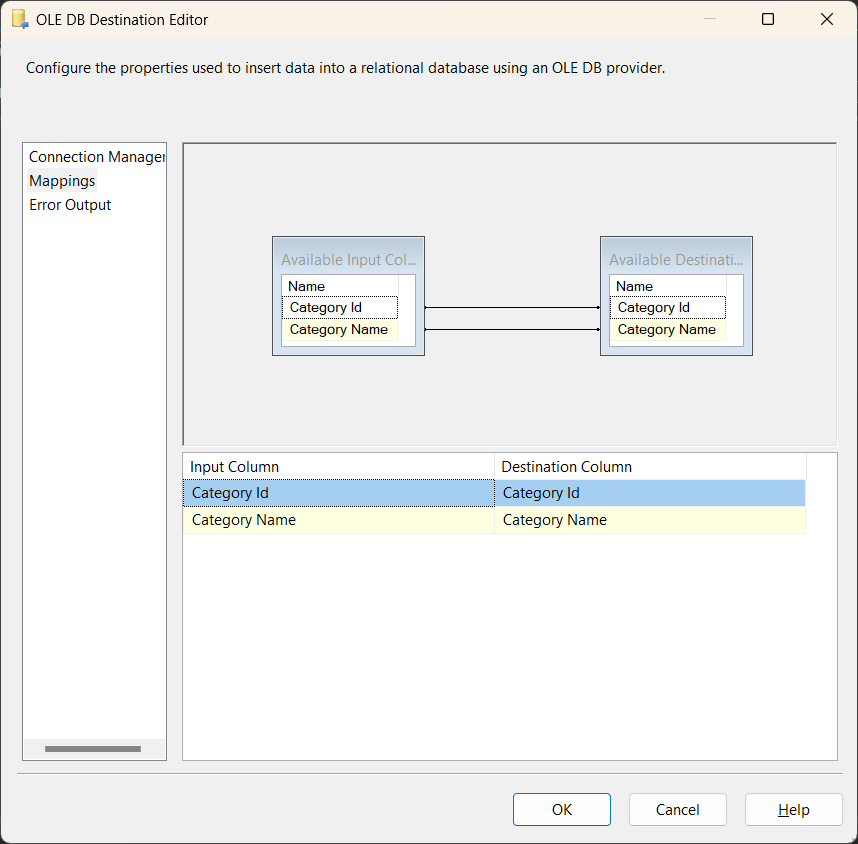 OLE DB Destination Editor
Configure the properties used to insert data into a relational database using an OLE DB provider.
Connection Manager
Mappings
Error Output
Available Input Col...
Name
Category Id
Category Name
Available Destinati...
Name
Category Id
Category Name
Input Column Destination Column
Category Id Category Id
Category Name Category Name
OK Cancel Help